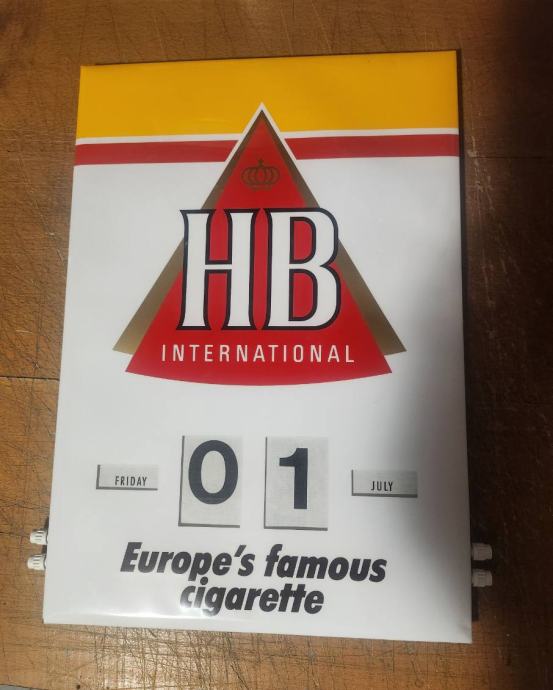 HB
INTERNATIONAL
FRIDAY 01 JULY
Europe's famous
cigarette